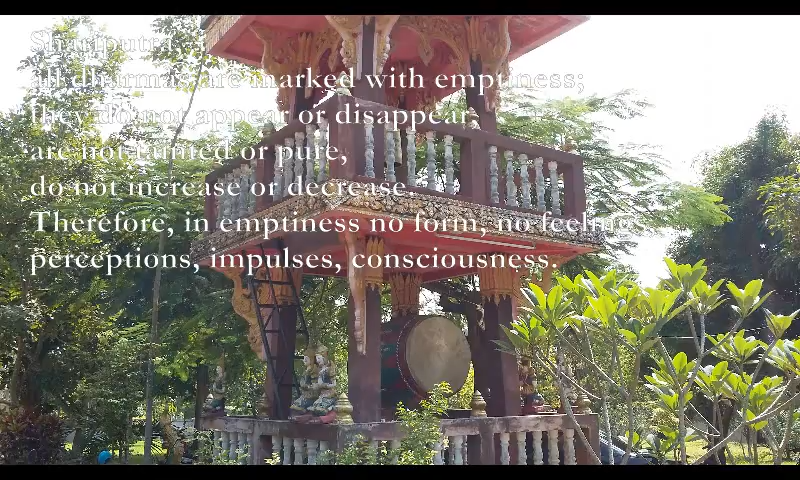 Shariputra,
all dharmas are marked with emptiness;
they do not appear or disappear,
are not tainted or pure,
do not increase or decrease.
Therefore, in emptiness no form, no feelings,
perceptions, impulses, consciousness.